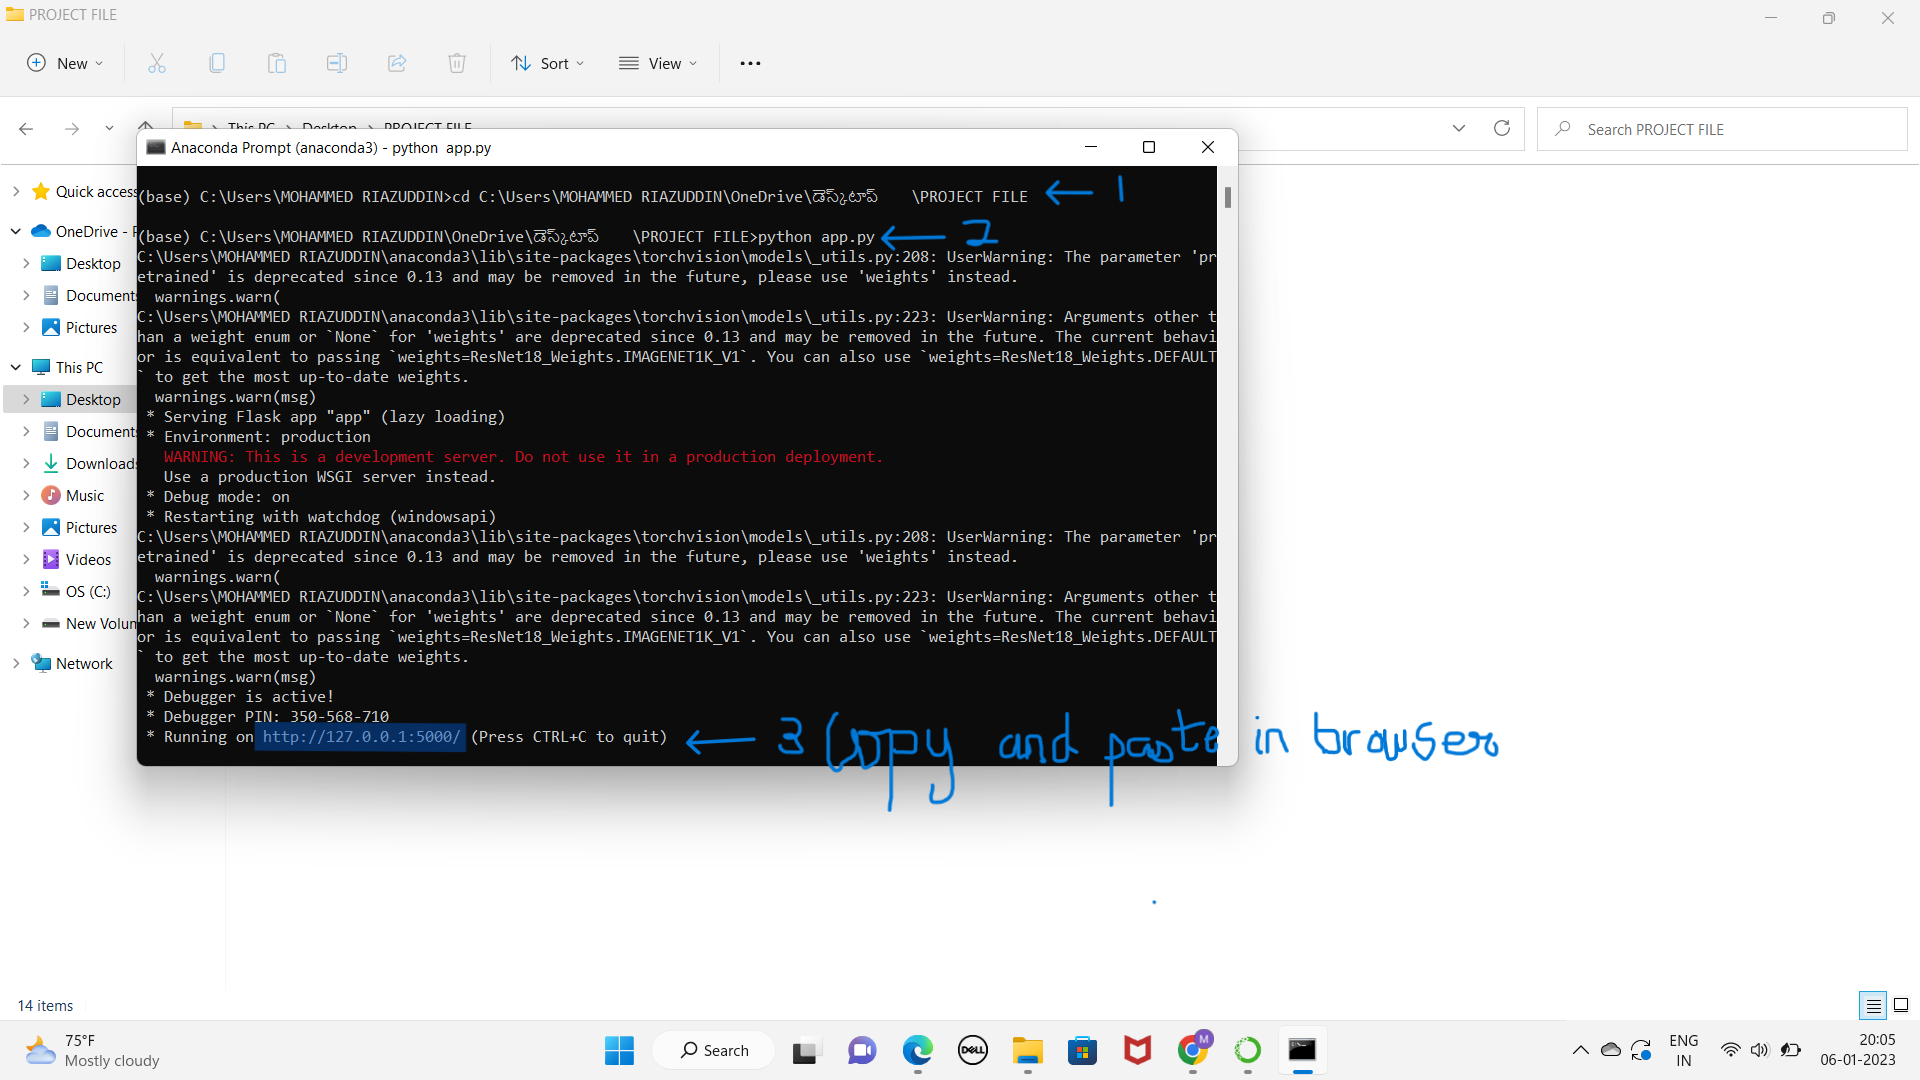 PROJECT FILE
New
Sort
View
This PC > Desktop > PROJECT FILE
Search PROJECT FILE
Anaconda Prompt (anaconda3) - python  app.py
Quick access
OneDrive - P
Desktop
Documents
Pictures
This PC
Desktop
Documents
Downloads
Music
Pictures
Videos
OS (C:)
New Volum
Network
(base) C:\Users\MOHAMMED RIAZUDDIN>cd C:\Users\MOHAMMED RIAZUDDIN\OneDrive\డెస్క్‌టాప్    \PROJECT FILE ← 1
(base) C:\Users\MOHAMMED RIAZUDDIN\OneDrive\డెస్క్‌టాప్    \PROJECT FILE>python app.py ← 2
C:\Users\MOHAMMED RIAZUDDIN\anaconda3\lib\site-packages\torchvision\models\_utils.py:208: UserWarning: The parameter 'pr
etrained' is deprecated since 0.13 and may be removed in the future, please use 'weights' instead.
warnings.warn(
C:\Users\MOHAMMED RIAZUDDIN\anaconda3\lib\site-packages\torchvision\models\_utils.py:223: UserWarning: Arguments other t
han a weight enum or `None` for 'weights' are deprecated since 0.13 and may be removed in the future. The current behavi
or is equivalent to passing `weights=ResNet18_Weights.IMAGENET1K_V1`. You can also use `weights=ResNet18_Weights.DEFAULT
` to get the most up-to-date weights.
warnings.warn(msg)
* Serving Flask app "app" (lazy loading)
* Environment: production
WARNING: This is a development server. Do not use it in a production deployment.
Use a production WSGI server instead.
* Debug mode: on
* Restarting with watchdog (windowsapi)
C:\Users\MOHAMMED RIAZUDDIN\anaconda3\lib\site-packages\torchvision\models\_utils.py:208: UserWarning: The parameter 'pr
etrained' is deprecated since 0.13 and may be removed in the future, please use 'weights' instead.
warnings.warn(
C:\Users\MOHAMMED RIAZUDDIN\anaconda3\lib\site-packages\torchvision\models\_utils.py:223: UserWarning: Arguments other t
han a weight enum or `None` for 'weights' are deprecated since 0.13 and may be removed in the future. The current behavi
or is equivalent to passing `weights=ResNet18_Weights.IMAGENET1K_V1`. You can also use `weights=ResNet18_Weights.DEFAULT
` to get the most up-to-date weights.
warnings.warn(msg)
* Debugger is active!
* Debugger PIN: 350-568-710
* Running on http://127.0.0.1:5000/ (Press CTRL+C to quit) ← 3 Copy and paste in browser
14 items
75°F
Mostly cloudy
Search
DELL
M
ENG
IN
20:05
06-01-2023